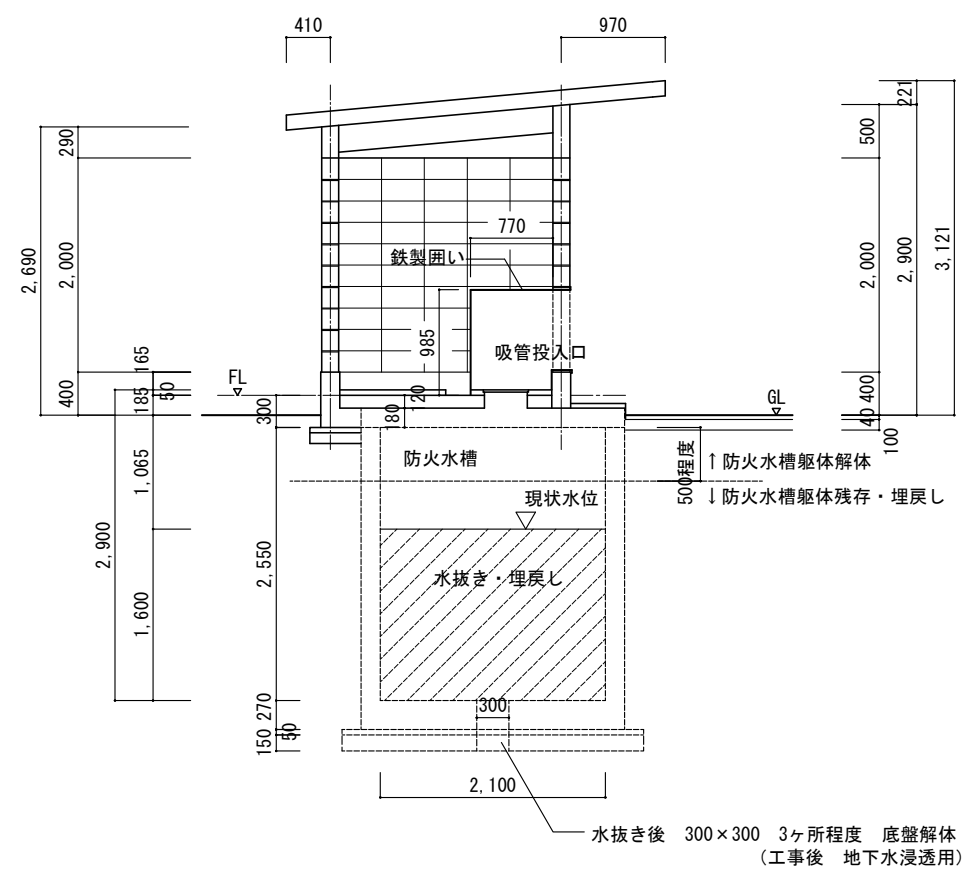 410
970
221
290
500
770
鉄製囲い
2,690
2,000
2,000
2,900
3,121
985
吸管投入口
165
FL
50
400
185
120
400
GL
300
180
40
100
防火水槽
500程度
↑防火水槽躯体解体
1,065
現状水位
↓防火水槽躯体残存・埋戻し
2,900
2,550
水抜き・埋戻し
1,600
270
300
50
150
2,100
水抜き後 300×300 3ヶ所程度 底盤解体
(工事後 地下水浸透用)